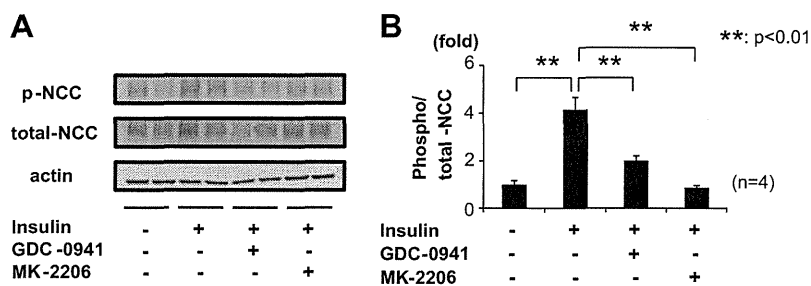 A
p-NCC
total-NCC
actin
Insulin - + + +
GDC-0941 - - + -
MK-2206 - - - +
B
(fold)
**: p<0.01
**
** **
Phospho/
total -NCC
6
4
2
0
(n=4)
Insulin - + + +
GDC-0941 - - + -
MK-2206 - - - +